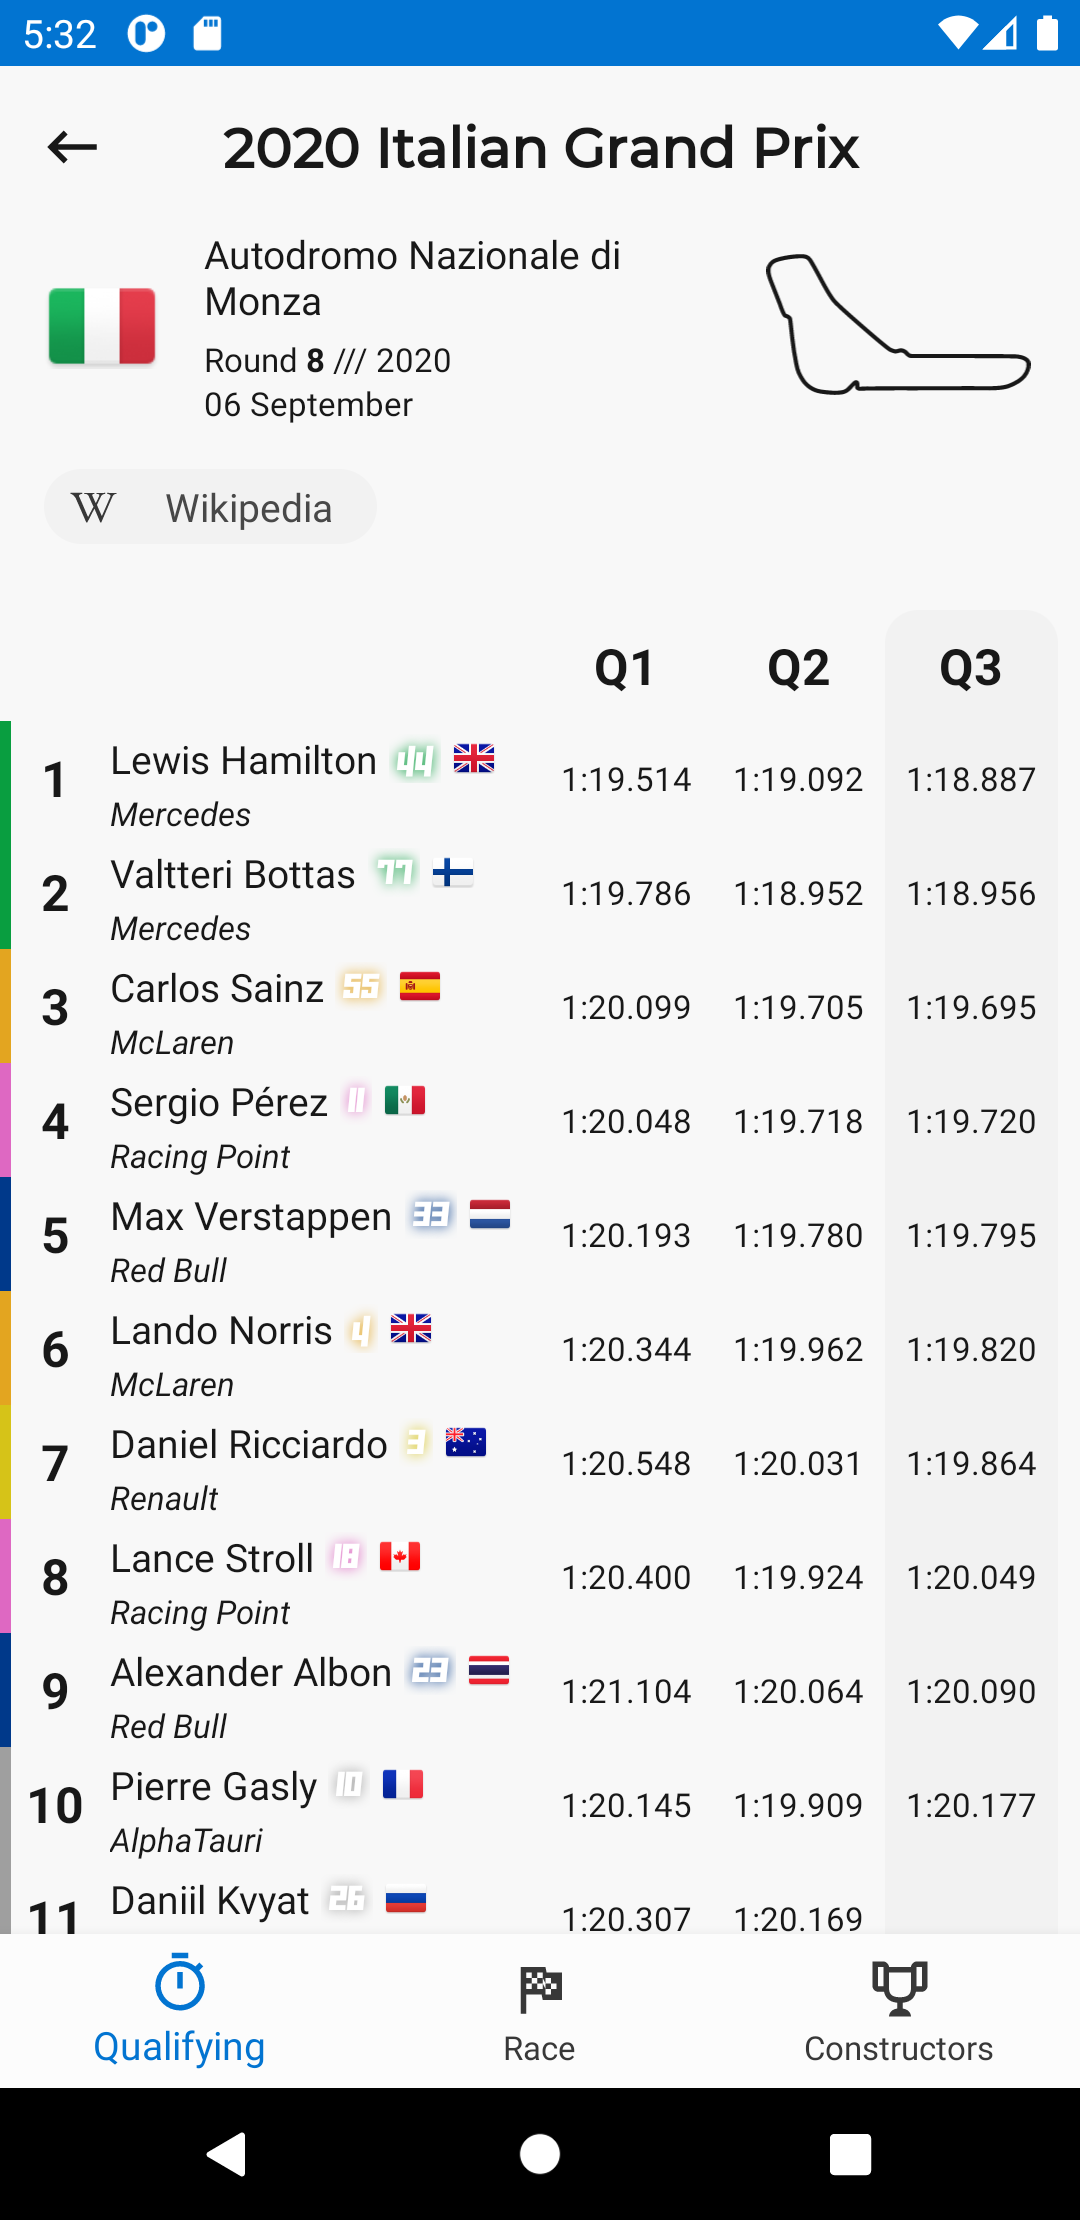 5:32
2020 Italian Grand Prix
Autodromo Nazionale di
Monza
Round 8 /// 2020
06 September
W Wikipedia
Q1 Q2 Q3
1 Lewis Hamilton 44 1:19.514 1:19.092 1:18.887
Mercedes
2 Valtteri Bottas 77 1:19.786 1:18.952 1:18.956
Mercedes
3 Carlos Sainz 55 1:20.099 1:19.705 1:19.695
McLaren
4 Sergio Pérez 11 1:20.048 1:19.718 1:19.720
Racing Point
5 Max Verstappen 33 1:20.193 1:19.780 1:19.795
Red Bull
6 Lando Norris 4 1:20.344 1:19.962 1:19.820
McLaren
7 Daniel Ricciardo 3 1:20.548 1:20.031 1:19.864
Renault
8 Lance Stroll 18 1:20.400 1:19.924 1:20.049
Racing Point
9 Alexander Albon 23 1:21.104 1:20.064 1:20.090
Red Bull
10 Pierre Gasly 10 1:20.145 1:19.909 1:20.177
AlphaTauri
11 Daniil Kvyat 26 1:20.307 1:20.169
Qualifying
Race
Constructors